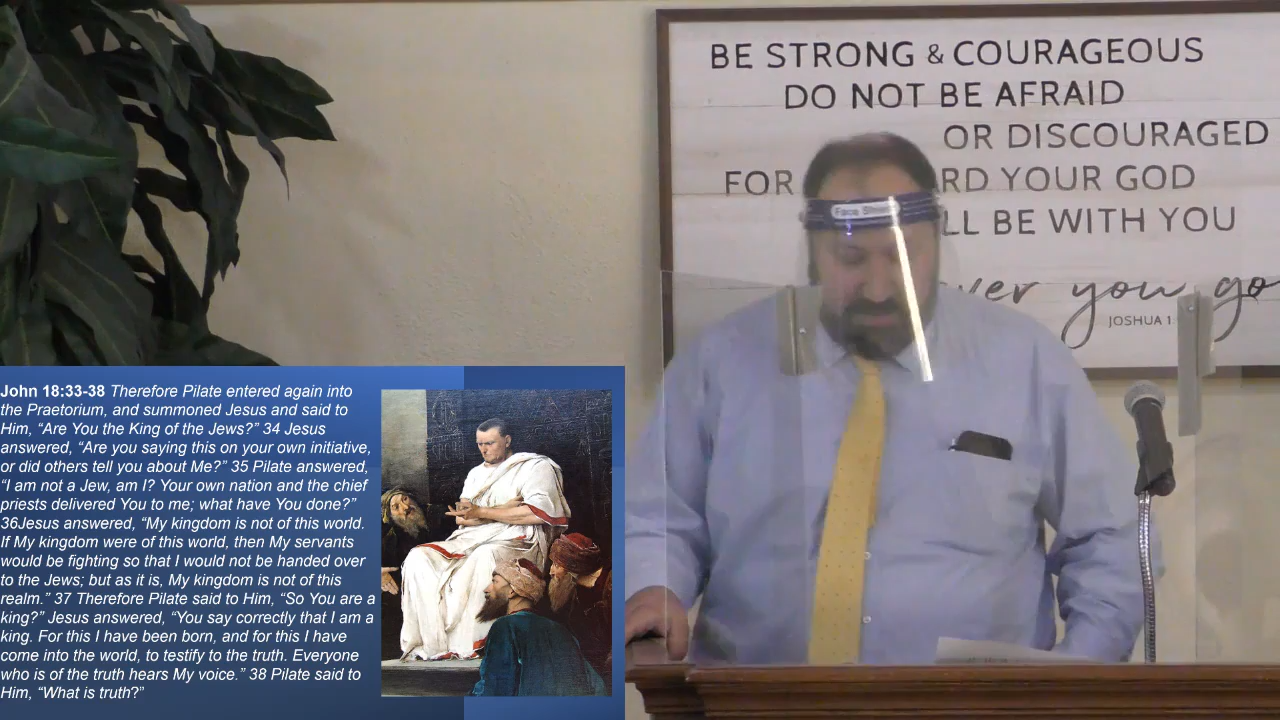 BE STRONG & COURAGEOUS
DO NOT BE AFRAID
OR DISCOURAGED
FOR RD YOUR GOD
LL BE WITH YOU
ver you go
JOSHUA 1
Face Shield
John 18:33-38 Therefore Pilate entered again into
the Praetorium, and summoned Jesus and said to
Him, “Are You the King of the Jews?” 34 Jesus
answered, “Are you saying this on your own initiative,
or did others tell you about Me?” 35 Pilate answered,
“I am not a Jew, am I? Your own nation and the chief
priests delivered You to me; what have You done?”
36Jesus answered, “My kingdom is not of this world.
If My kingdom were of this world, then My servants
would be fighting so that I would not be handed over
to the Jews; but as it is, My kingdom is not of this
realm.” 37 Therefore Pilate said to Him, “So You are a
king?” Jesus answered, “You say correctly that I am a
king. For this I have been born, and for this I have
come into the world, to testify to the truth. Everyone
who is of the truth hears My voice.” 38 Pilate said to
Him, “What is truth?”